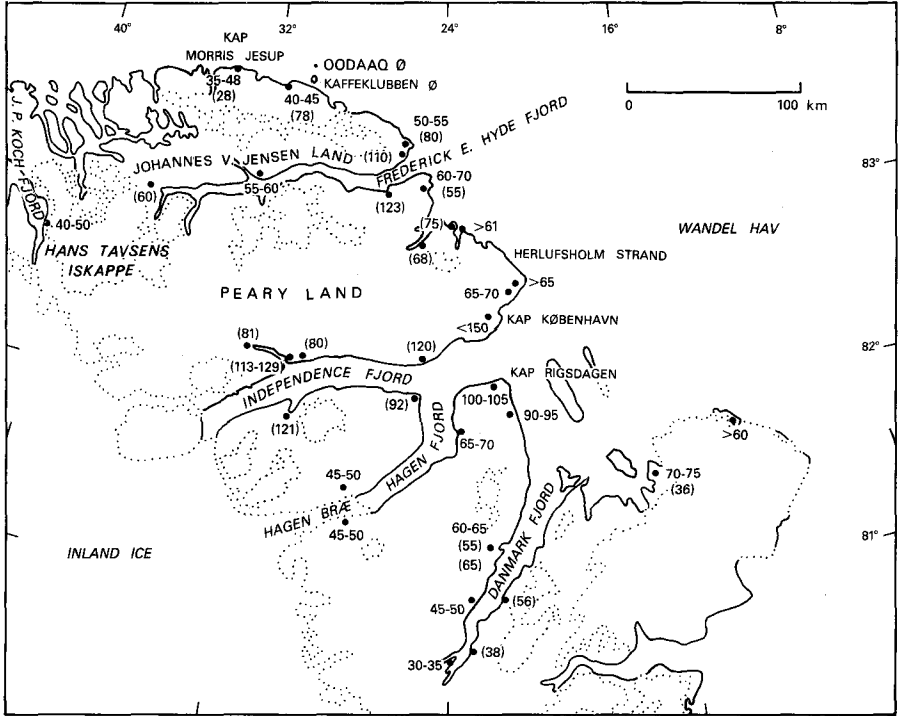 40° 32° 24° 16° 8°
KAP
MORRIS JESUP
OODAAQ Ø
KAFFEKLUBBEN Ø
35-48
(28)
40-45
(78)
0 100 km
50-55
(80)
(110)
J. P. KOCH FJORD
JOHANNES V. JENSEN LAND
FREDERICK E. HYDE FJORD
83° 83°
60-70
(55)
(60)
55-60
(123)
40-50
(75)
>61
WANDEL HAV
HANS TAVSENS
ISKAPPE
(68)
HERLUFSHOLM STRAND
>65
65-70
PEARY LAND
<150
KAP KØBENHAVN
(81)
(80)
(120)
82° 82°
(113-129)
INDEPENDENCE FJORD
KAP RIGSDAGEN
(92)
100-105
90-95
(121)
65-70
HAGEN FJORD
>60
45-50
70-75
(36)
HAGEN BRÆ
45-50
INLAND ICE
81° 81°
60-65
(55)
(65)
DANMARK FJORD
45-50
(56)
30-35
(38)